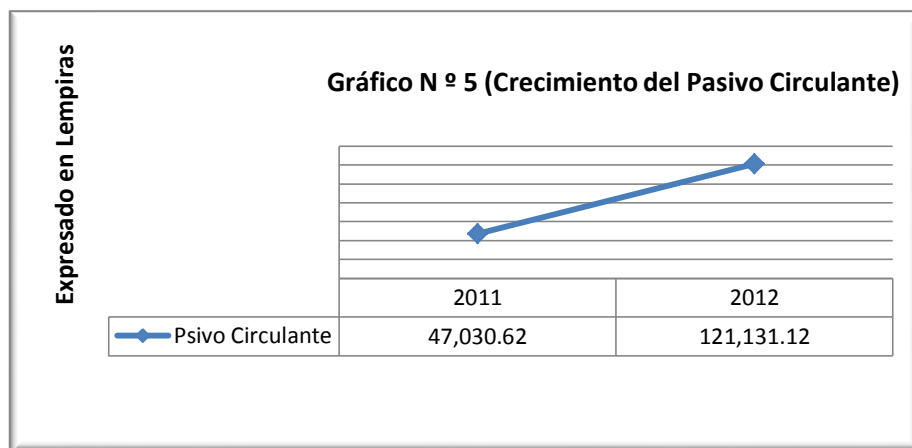 Expresado en Lempiras
Gráfico N º 5 (Crecimiento del Pasivo Circulante)
2011 2012
Psivo Circulante 47,030.62 121,131.12